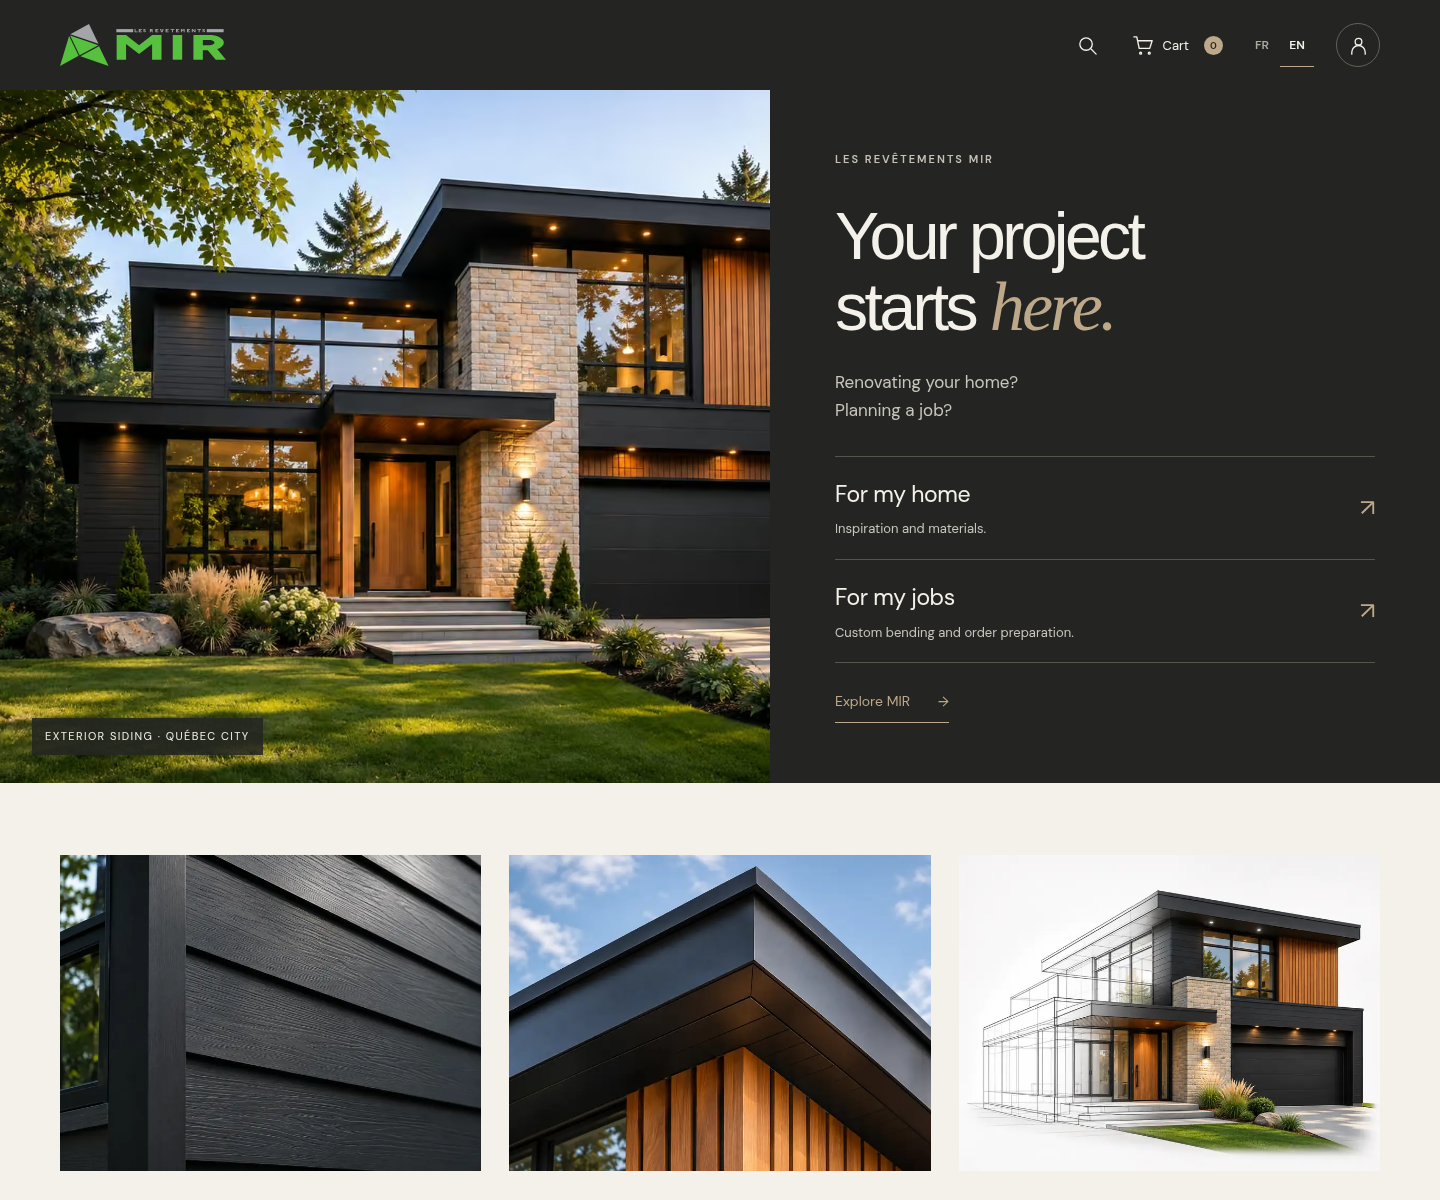 LES REVÊTEMENTS
MIR
Cart 0
FR EN
LES REVÊTEMENTS MIR
Your project
starts here.
Renovating your home?
Planning a job?
For my home
Inspiration and materials.
For my jobs
Custom bending and order preparation.
Explore MIR →
EXTERIOR SIDING · QUÉBEC CITY